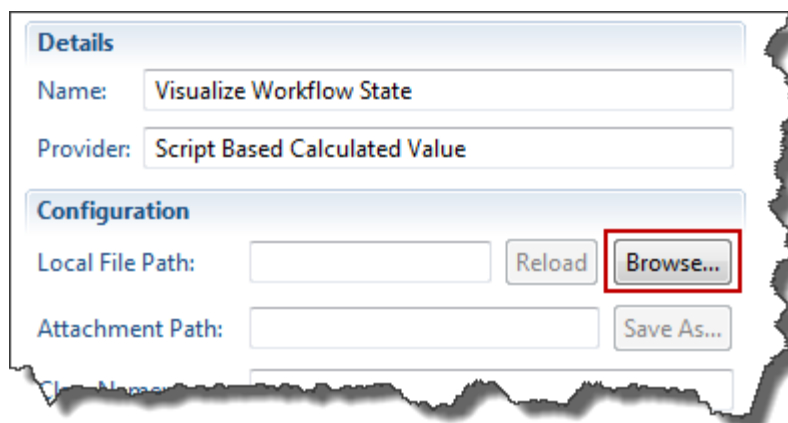 Details
Name: Visualize Workflow State
Provider: Script Based Calculated Value
Configuration
Local File Path: Reload Browse...
Attachment Path: Save As...